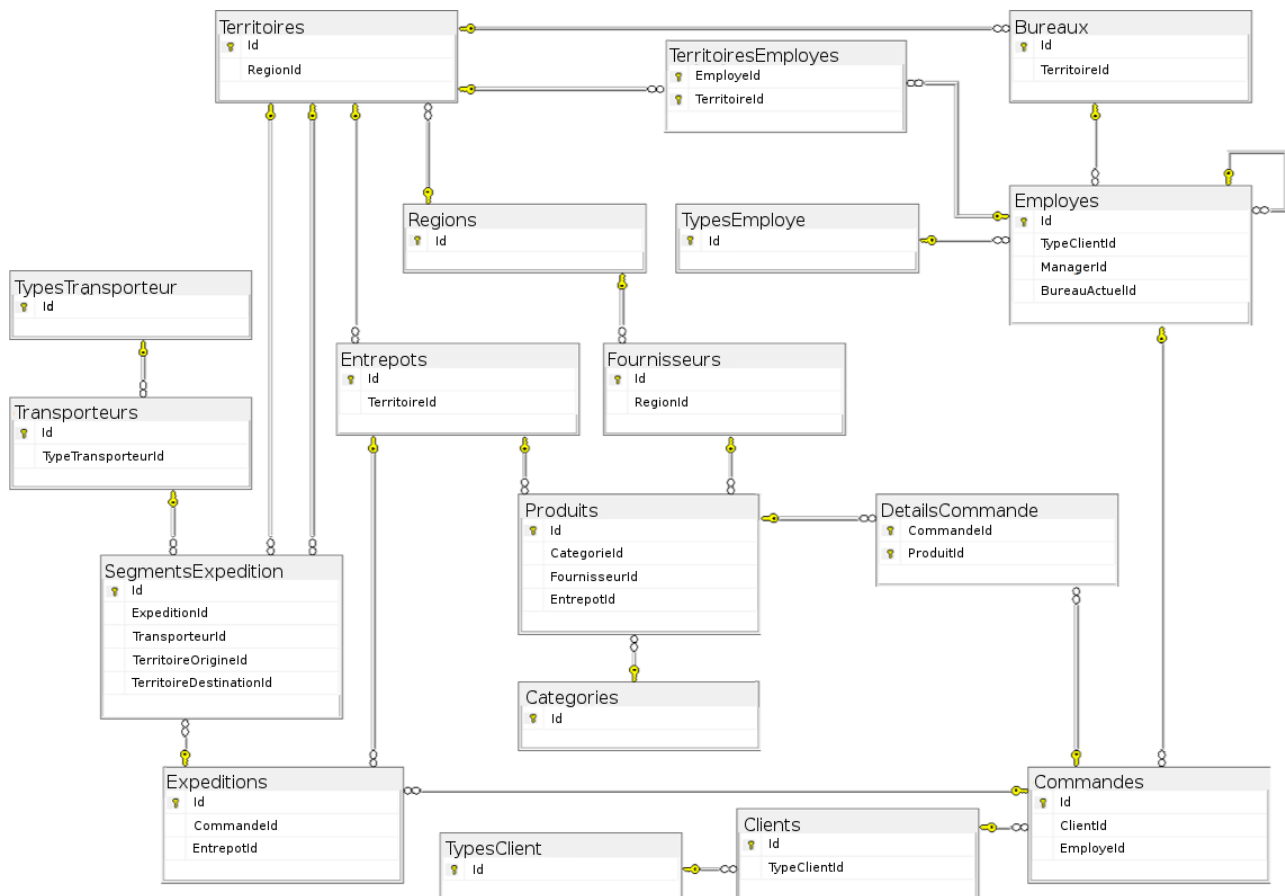 Territoires
Id
RegionId
Bureaux
Id
TerritoireId
TerritoiresEmployes
EmployeId
TerritoireId
Regions
Id
TypesEmploye
Id
Employes
Id
TypeClientId
ManagerId
BureauActuelId
TypesTransporteur
Id
Entrepots
Id
TerritoireId
Fournisseurs
Id
RegionId
Transporteurs
Id
TypeTransporteurId
Produits
Id
CategorieId
FournisseurId
EntrepotId
DetailsCommande
CommandeId
ProduitId
SegmentsExpedition
Id
ExpeditionId
TransporteurId
TerritoireOrigineId
TerritoireDestinationId
Categories
Id
Expeditions
Id
CommandeId
EntrepotId
Commandes
Id
ClientId
EmployeId
TypesClient
Id
Clients
Id
TypeClientId